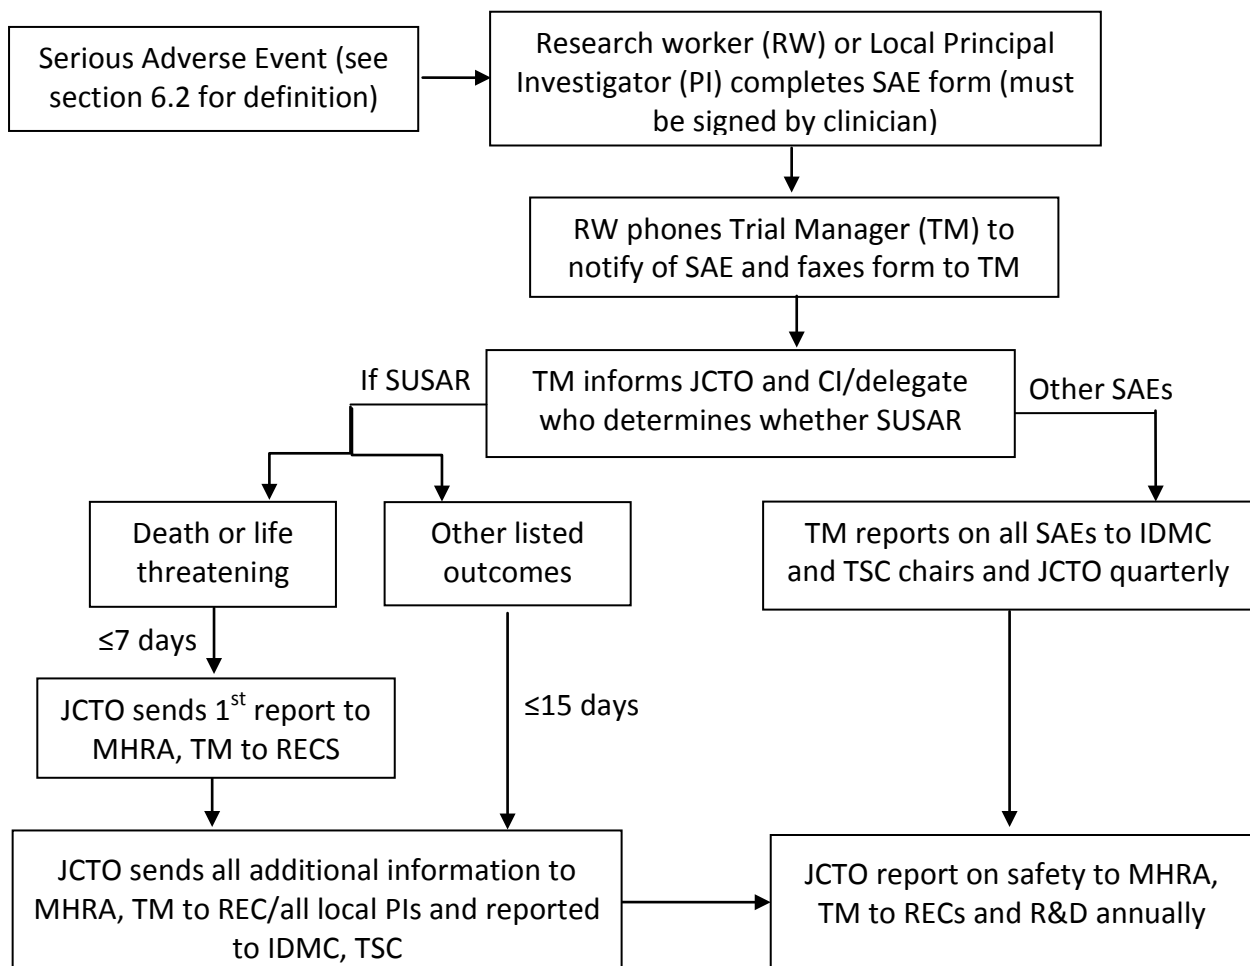 Serious Adverse Event (see
section 6.2 for definition)
Research worker (RW) or Local Principal
Investigator (PI) completes SAE form (must
be signed by clinician)
RW phones Trial Manager (TM) to
notify of SAE and faxes form to TM
If SUSAR
TM informs JCTO and CI/delegate
who determines whether SUSAR
Other SAEs
Death or life
threatening
Other listed
outcomes
TM reports on all SAEs to IDMC
and TSC chairs and JCTO quarterly
≤7 days
≤15 days
JCTO sends 1st report to
MHRA, TM to RECS
JCTO sends all additional information to
MHRA, TM to REC/all local PIs and reported
to IDMC, TSC
JCTO report on safety to MHRA,
TM to RECs and R&D annually